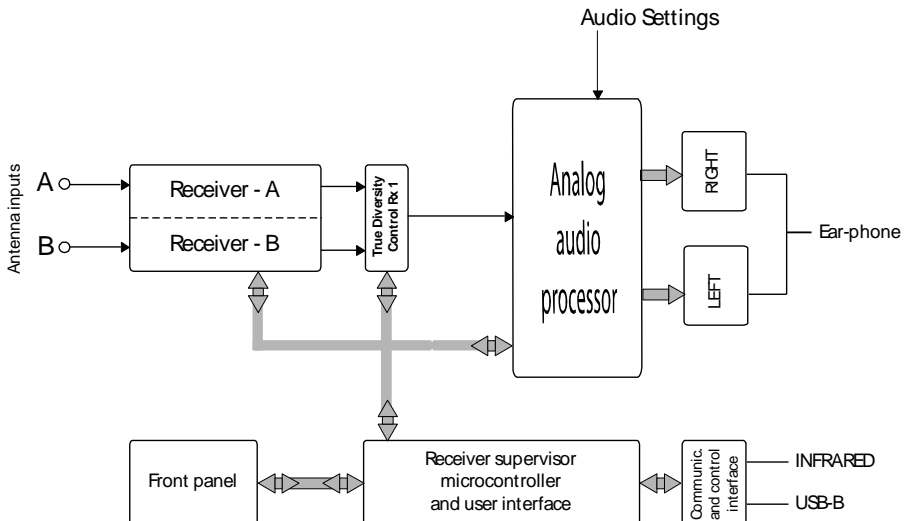 Audio Settings
Antenna inputs
A
B
Receiver - A
Receiver - B
True Diversity
Control Rx 1
Analog
audio
processor
RIGHT
LEFT
Ear-phone
Front panel
Receiver supervisor
microcontroller
and user interface
Communic.
and control
interface
INFRARED
USB-B